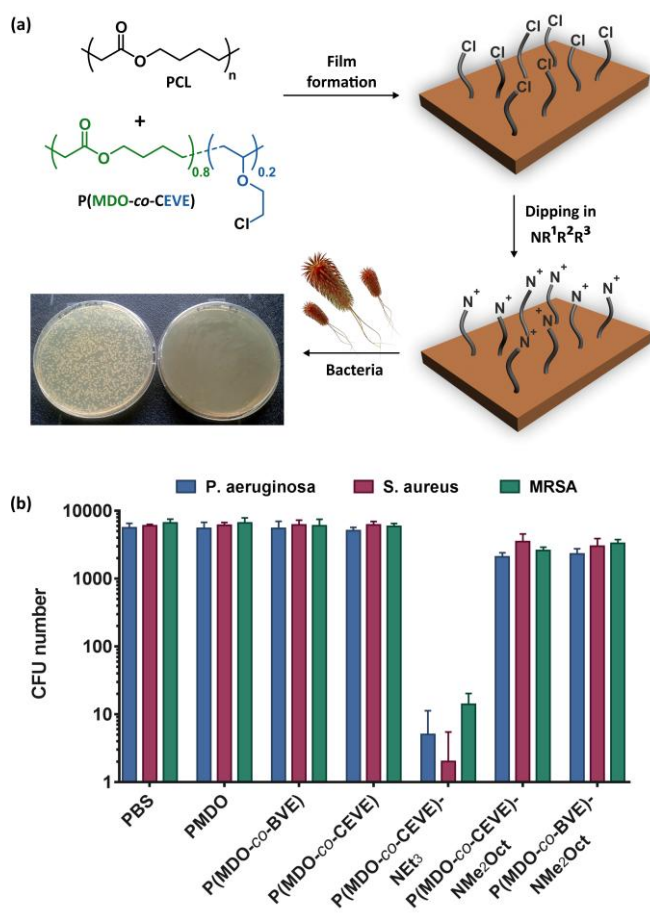 (a)
O
O
n
PCL
+
O
O
0.8
0.2
O
Cl
P(MDO-co-CEVE)
Film
formation
Cl
Cl
Cl
Cl
Cl
Cl
Cl
Cl
Dipping in
NR¹R²R³
N⁺
N⁺
N⁺
N⁺
N⁺
N⁺
N⁺
N⁺
Bacteria
(b)
P. aeruginosa S. aureus MRSA
CFU number
10000
1000
100
10
1
PBS
PMDO
P(MDO-co-BVE)
P(MDO-co-CEVE)
P(MDO-co-CEVE)-
NEt₃
P(MDO-co-CEVE)-
NMe₂Oct
P(MDO-co-BVE)-
NMe₂Oct